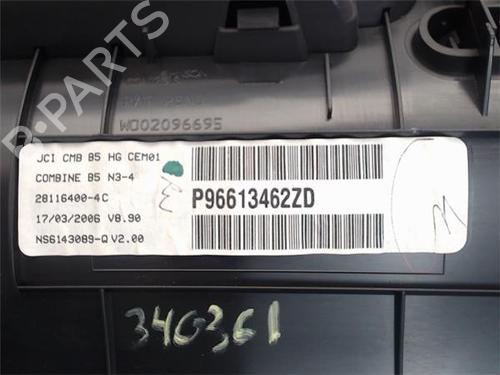 B-PARTS
W002096695
JCI CMB B5 HG CEM01
COMBINE B5 N3-4
28116400-4C
17/03/2006 V8.90
NS6143089-Q V2.00
P96613462ZD
340361